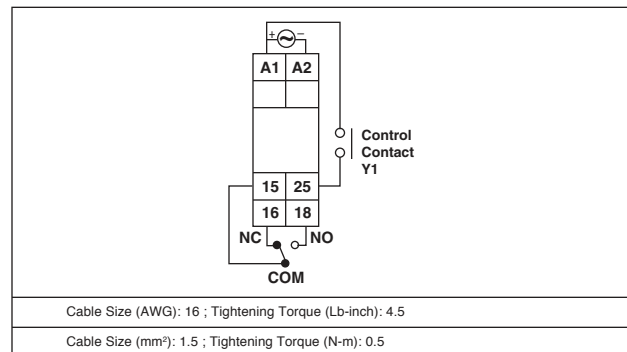 + ~ −
A1 A2
Control
Contact
Y1
15 25
16 18
NC NO
COM
Cable Size (AWG): 16 ; Tightening Torque (Lb-inch): 4.5
Cable Size (mm²): 1.5 ; Tightening Torque (N-m): 0.5